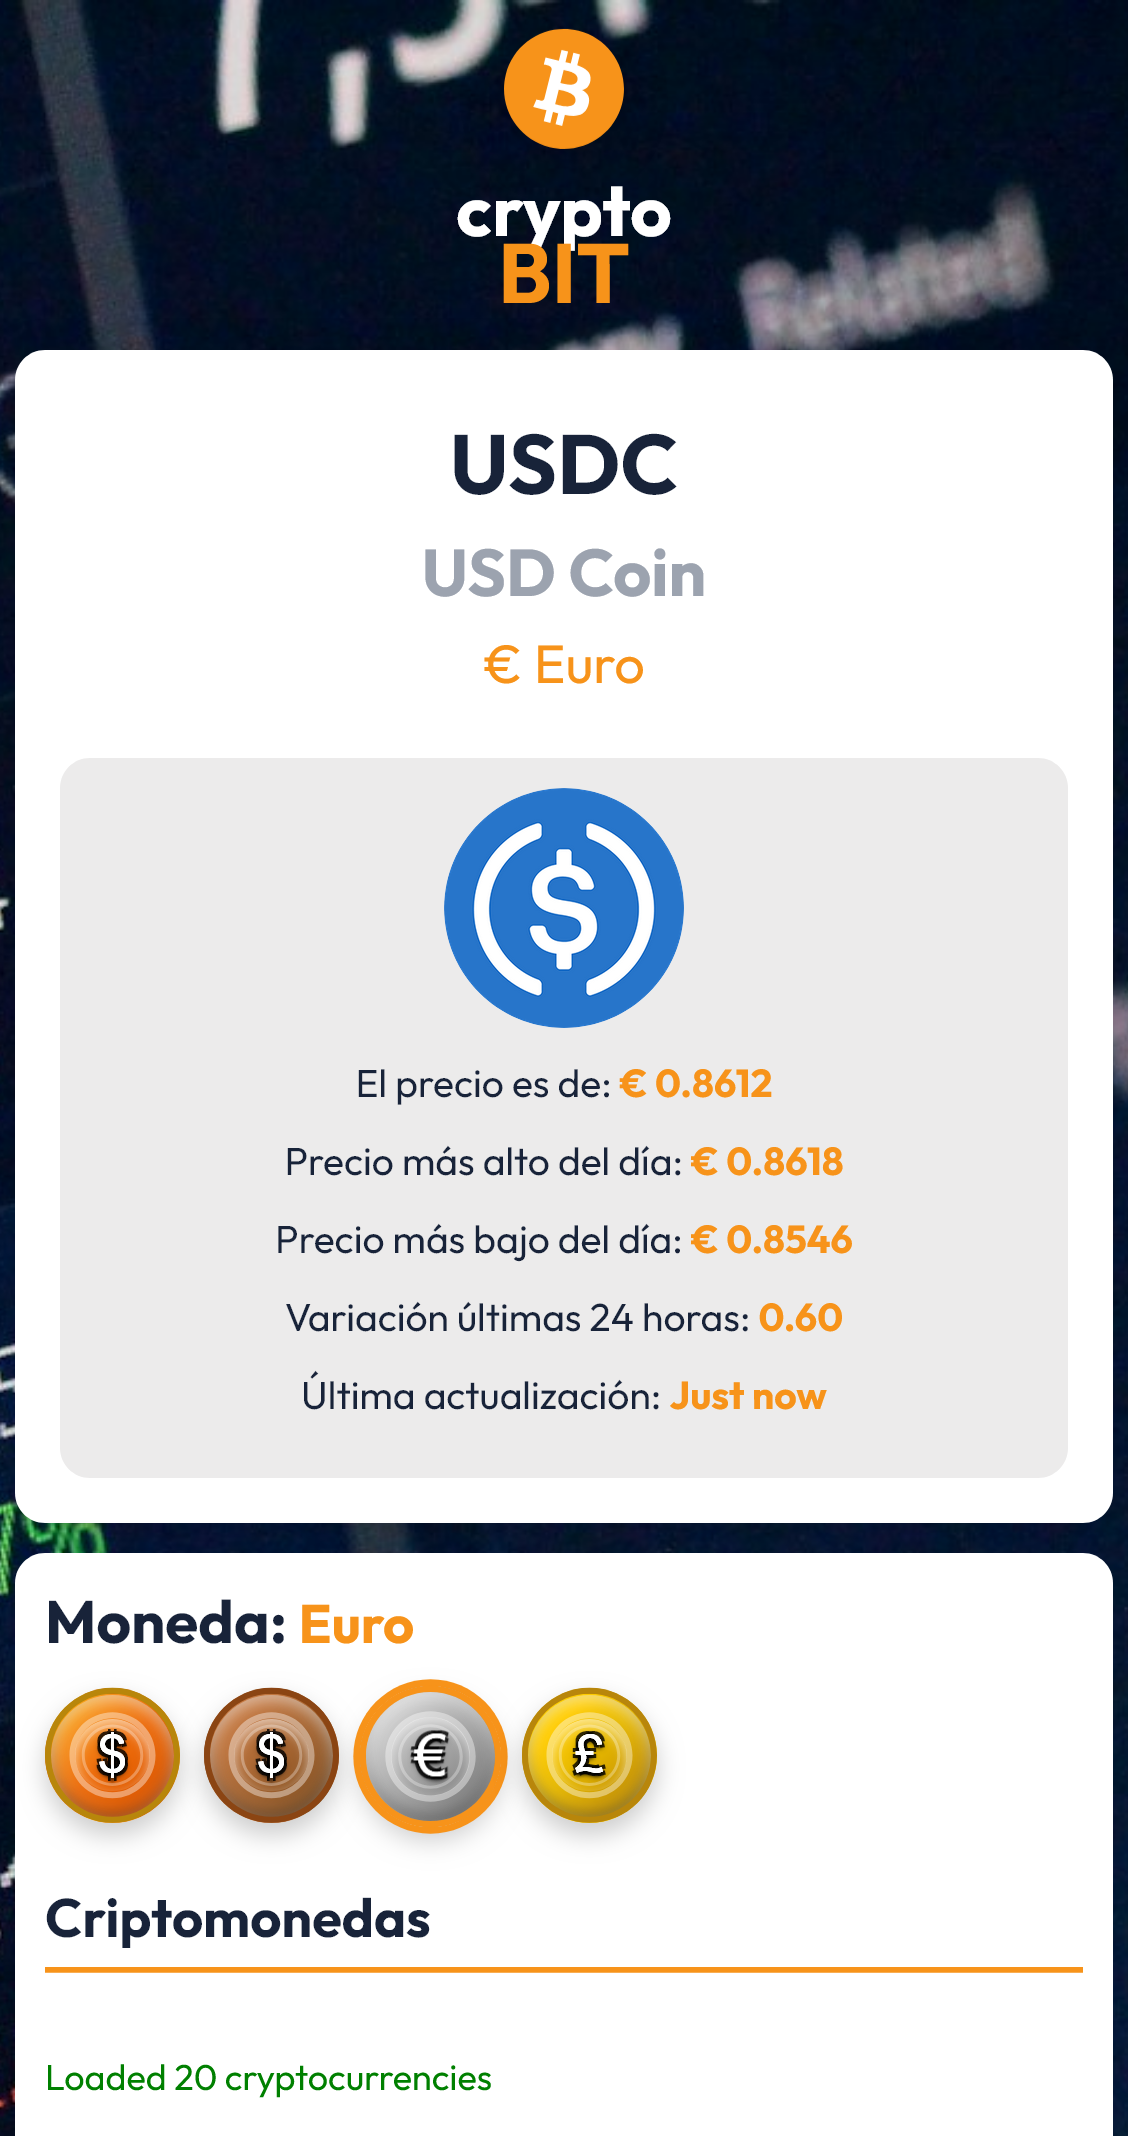 crypto
BIT
Related
USDC
USD Coin
€ Euro
El precio es de: € 0.8612
Precio más alto del día: € 0.8618
Precio más bajo del día: € 0.8546
Variación últimas 24 horas: 0.60
Última actualización: Just now
Moneda: Euro
$ $ € £
Criptomonedas
Loaded 20 cryptocurrencies